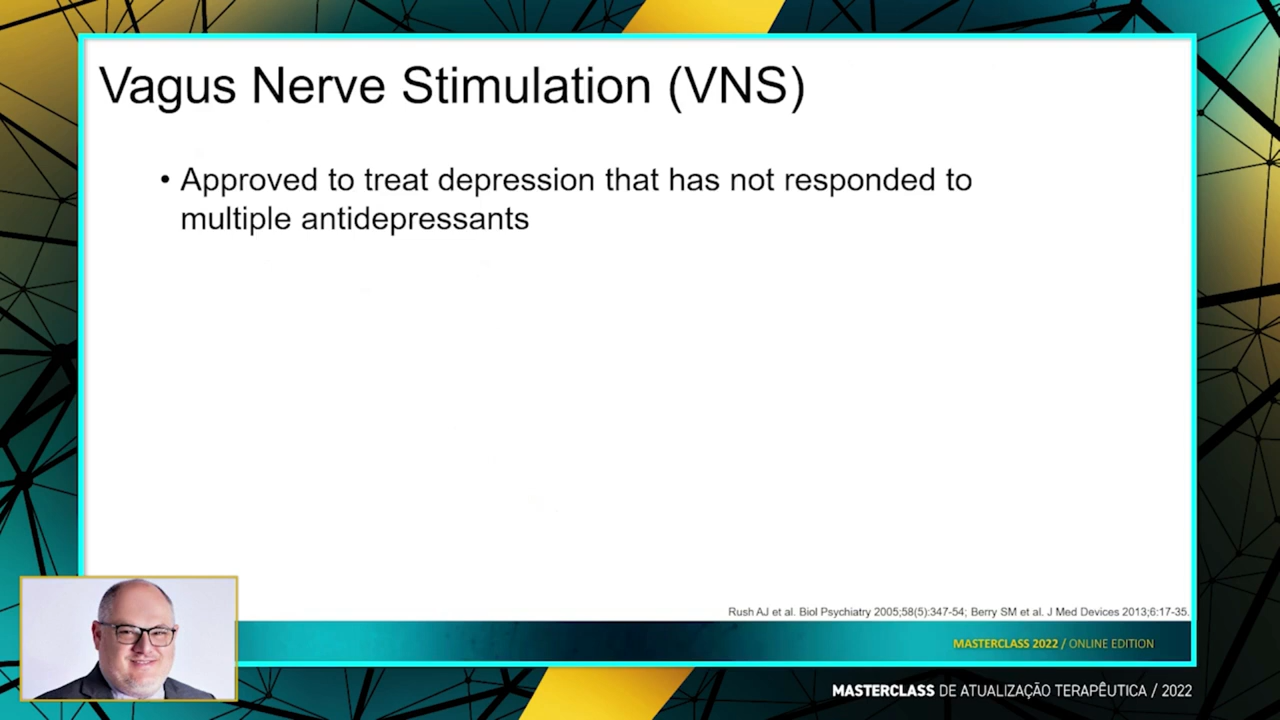 Vagus Nerve Stimulation (VNS)
• Approved to treat depression that has not responded to
multiple antidepressants
Rush AJ et al. Biol Psychiatry 2005;58(5):347-54; Berry SM et al. J Med Devices 2013;6:17-35.
MASTERCLASS 2022 / ONLINE EDITION
MASTERCLASS DE ATUALIZAÇÃO TERAPÊUTICA / 2022